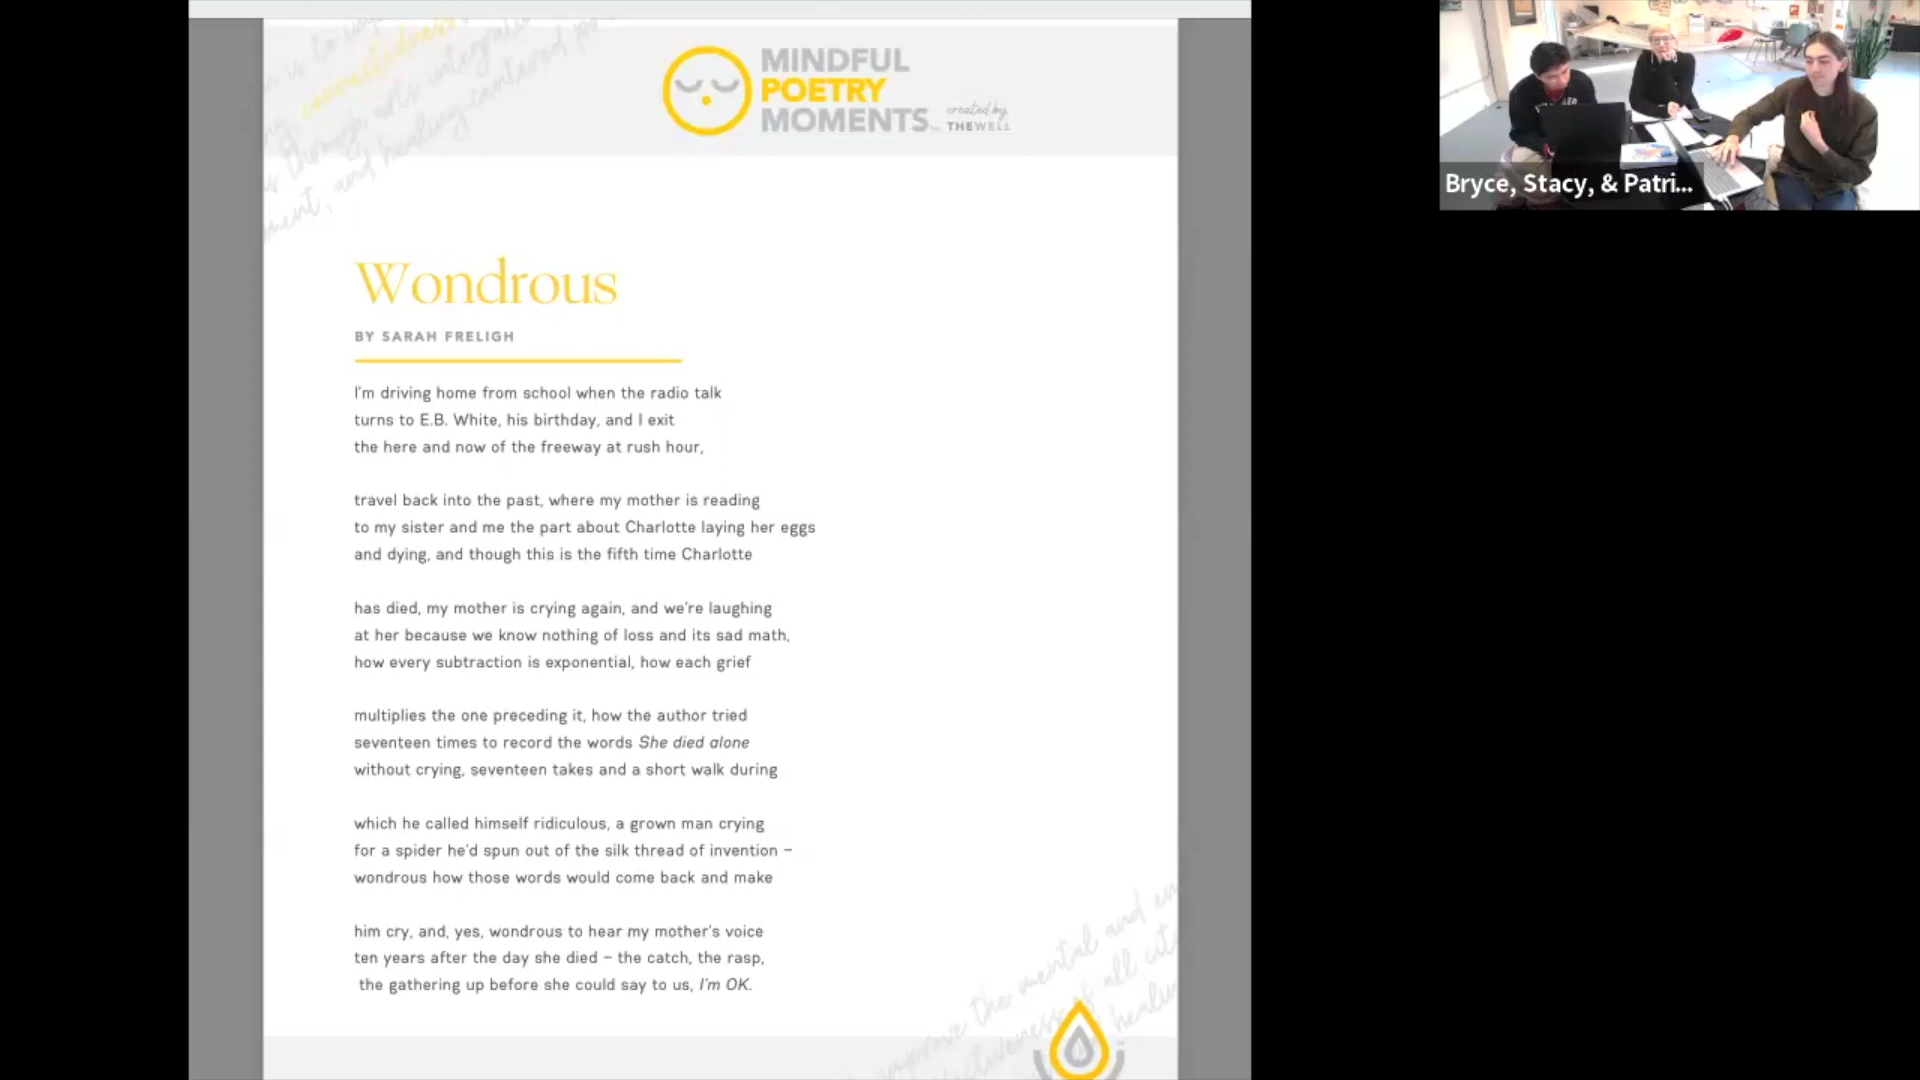 MINDFUL
POETRY
MOMENTS
created by
THEWELL
Bryce, Stacy, & Patri...
Wondrous
BY SARAH FRELIGH
I'm driving home from school when the radio talk
turns to E.B. White, his birthday, and I exit
the here and now of the freeway at rush hour,
travel back into the past, where my mother is reading
to my sister and me the part about Charlotte laying her eggs
and dying, and though this is the fifth time Charlotte
has died, my mother is crying again, and we're laughing
at her because we know nothing of loss and its sad math,
how every subtraction is exponential, how each grief
multiplies the one preceding it, how the author tried
seventeen times to record the words She died alone
without crying, seventeen takes and a short walk during
which he called himself ridiculous, a grown man crying
for a spider he'd spun out of the silk thread of invention –
wondrous how those words would come back and make
him cry, and, yes, wondrous to hear my mother's voice
ten years after the day she died – the catch, the rasp,
the gathering up before she could say to us, I'm OK.